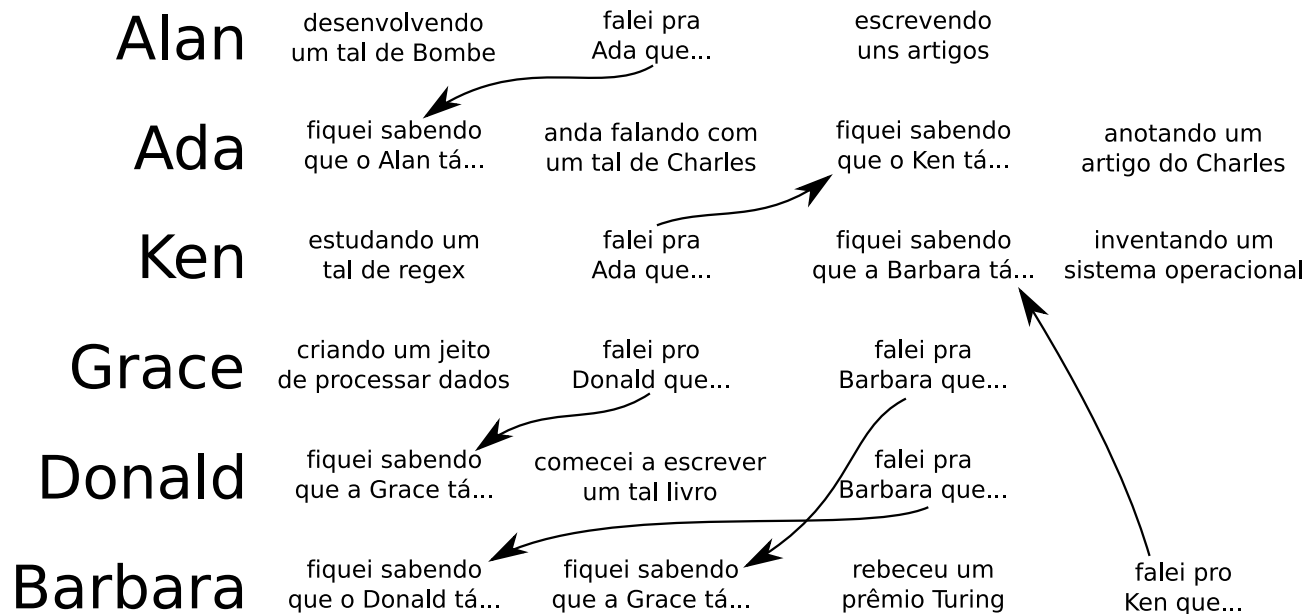 Alan
desenvolvendo
um tal de Bombe
falei pra
Ada que...
escrevendo
uns artigos
Ada
fiquei sabendo
que o Alan tá...
anda falando com
um tal de Charles
fiquei sabendo
que o Ken tá...
anotando um
artigo do Charles
Ken
estudando um
tal de regex
falei pra
Ada que...
fiquei sabendo
que a Barbara tá...
inventando um
sistema operacional
Grace
criando um jeito
de processar dados
falei pro
Donald que...
falei pra
Barbara que...
Donald
fiquei sabendo
que a Grace tá...
comecei a escrever
um tal livro
falei pra
Barbara que...
Barbara
fiquei sabendo
que o Donald tá...
fiquei sabendo
que a Grace tá...
rebeceu um
prêmio Turing
falei pro
Ken que...